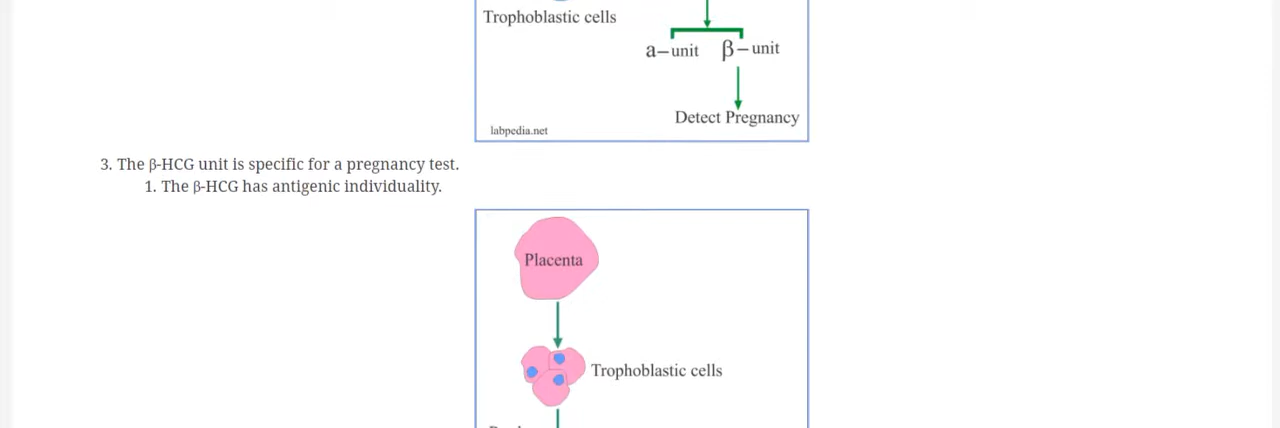 Trophoblastic cells
a–unit β–unit
Detect Pregnancy
labpedia.net
3. The β-HCG unit is specific for a pregnancy test.
1. The β-HCG has antigenic individuality.
Placenta
Trophoblastic cells